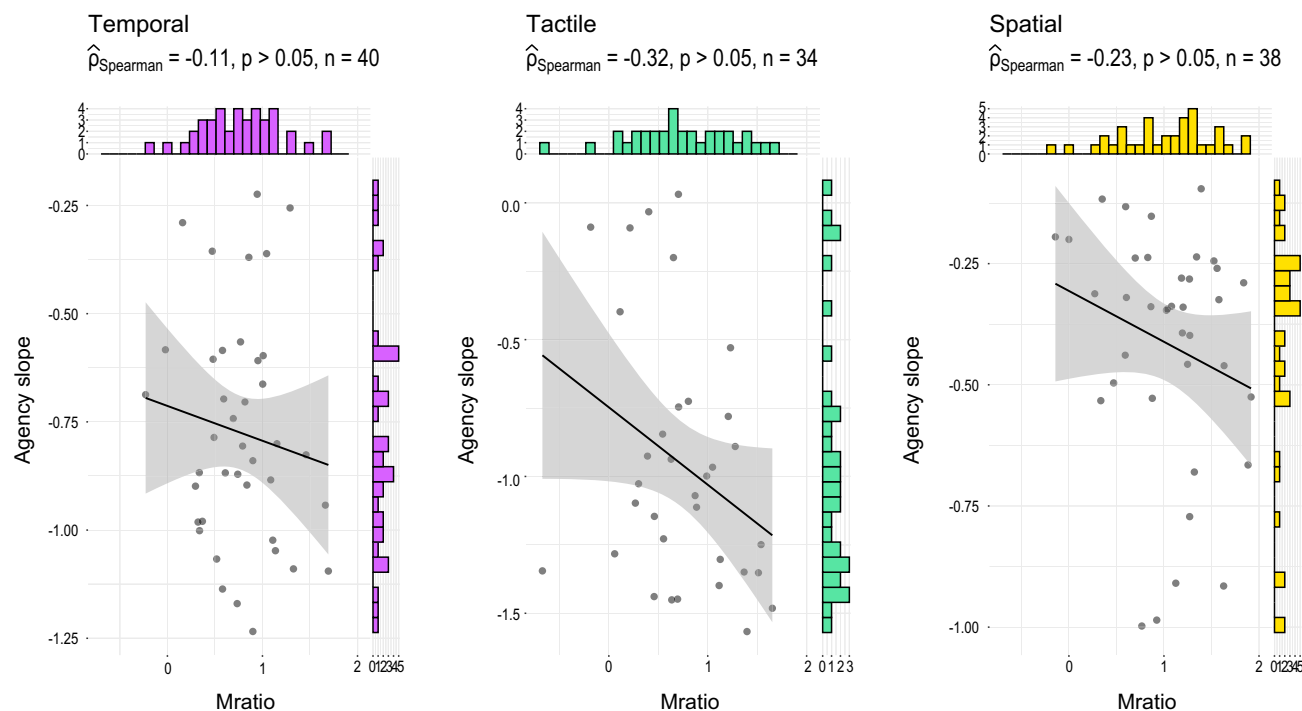 Temporal
ρ̂Spearman = -0.11, p > 0.05, n = 40
4
3
2
1
0
-0.25
-0.50
-0.75
-1.00
-1.25
Agency slope
0 1 2
012345
Mratio
Tactile
ρ̂Spearman = -0.32, p > 0.05, n = 34
4
3
2
1
0
0.0
-0.5
-1.0
-1.5
Agency slope
0 1 2
0 1 2 3
Mratio
Spatial
ρ̂Spearman = -0.23, p > 0.05, n = 38
5
4
3
2
1
0
-0.25
-0.50
-0.75
-1.00
Agency slope
0 1 2
012345
Mratio